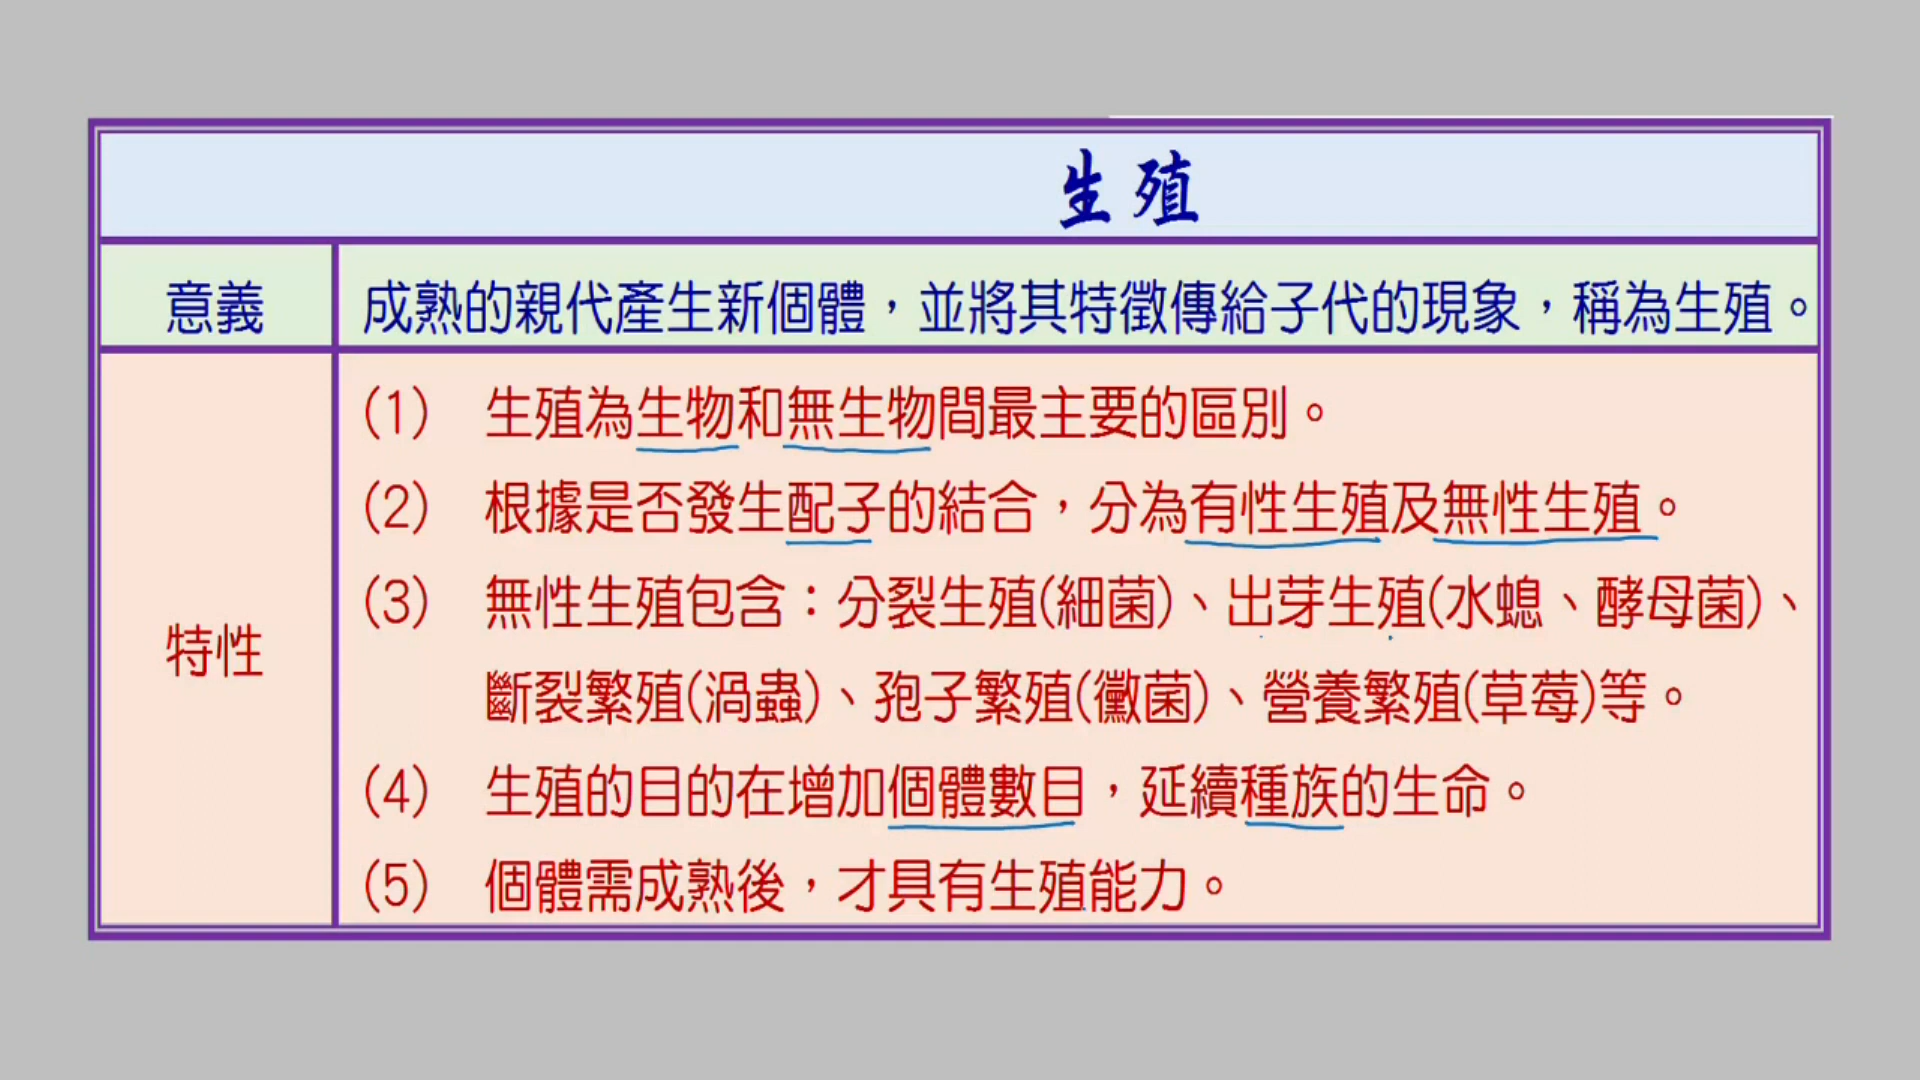 生殖
意義
成熟的親代產生新個體，並將其特徵傳給子代的現象，稱為生殖。
特性
(1) 生殖為生物和無生物間最主要的區別。
(2) 根據是否發生配子的結合，分為有性生殖及無性生殖。
(3) 無性生殖包含：分裂生殖(細菌)、出芽生殖(水螅、酵母菌)、
斷裂繁殖(渦蟲)、孢子繁殖(黴菌)、營養繁殖(草莓)等。
(4) 生殖的目的在增加個體數目，延續種族的生命。
(5) 個體需成熟後，才具有生殖能力。